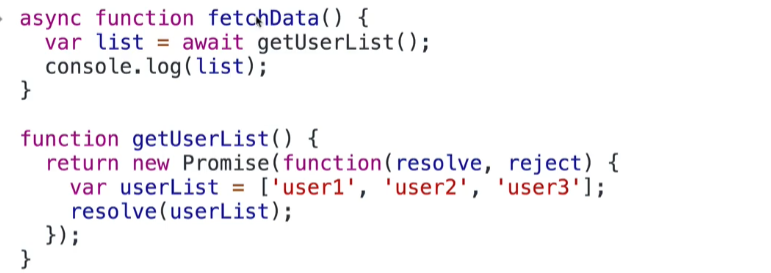 async function fetchData() {
  var list = await getUserList();
  console.log(list);
}

function getUserList() {
  return new Promise(function(resolve, reject) {
    var userList = ['user1', 'user2', 'user3'];
    resolve(userList);
  });
}